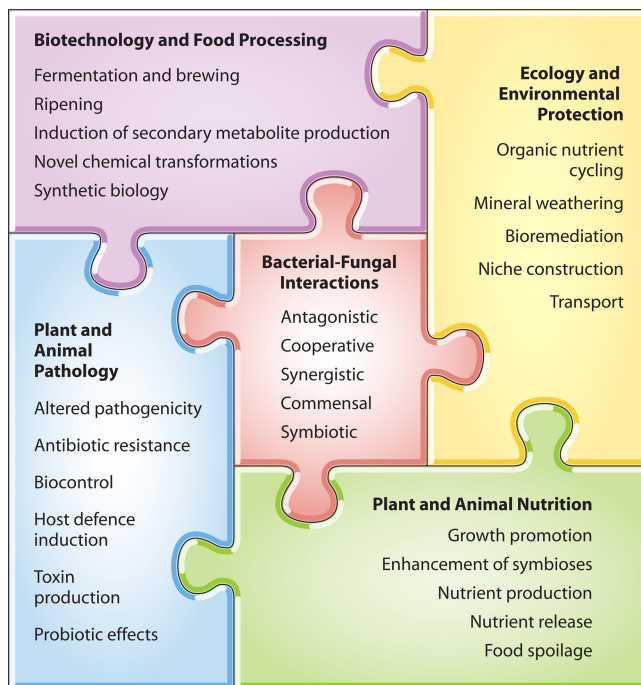 Biotechnology and Food Processing
Fermentation and brewing
Ripening
Induction of secondary metabolite production
Novel chemical transformations
Synthetic biology
Ecology and
Environmental
Protection
Organic nutrient
cycling
Mineral weathering
Bioremediation
Niche construction
Transport
Bacterial-Fungal
Interactions
Antagonistic
Cooperative
Synergistic
Commensal
Symbiotic
Plant and
Animal
Pathology
Altered pathogenicity
Antibiotic resistance
Biocontrol
Host defence
induction
Toxin
production
Probiotic effects
Plant and Animal Nutrition
Growth promotion
Enhancement of symbioses
Nutrient production
Nutrient release
Food spoilage